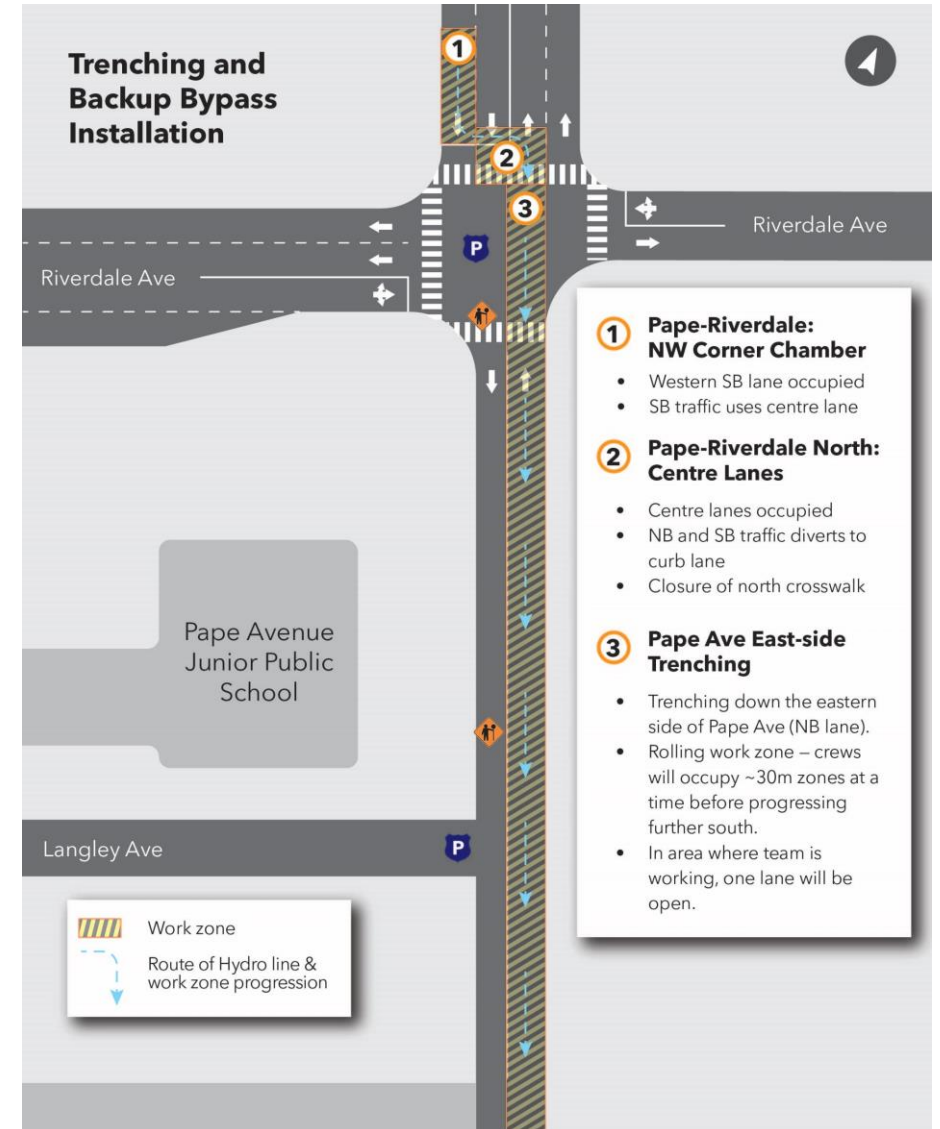 Trenching and
Backup Bypass
Installation
1
2
3
P
Riverdale Ave
Riverdale Ave
1 Pape-Riverdale:
NW Corner Chamber
• Western SB lane occupied
• SB traffic uses centre lane
2 Pape-Riverdale North:
Centre Lanes
• Centre lanes occupied
• NB and SB traffic diverts to
curb lane
• Closure of north crosswalk
3 Pape Ave East-side
Trenching
• Trenching down the eastern
side of Pape Ave (NB lane).
• Rolling work zone – crews
will occupy ~30m zones at a
time before progressing
further south.
• In area where team is
working, one lane will be
open.
Pape Avenue
Junior Public
School
Langley Ave
P
Work zone
Route of Hydro line &
work zone progression